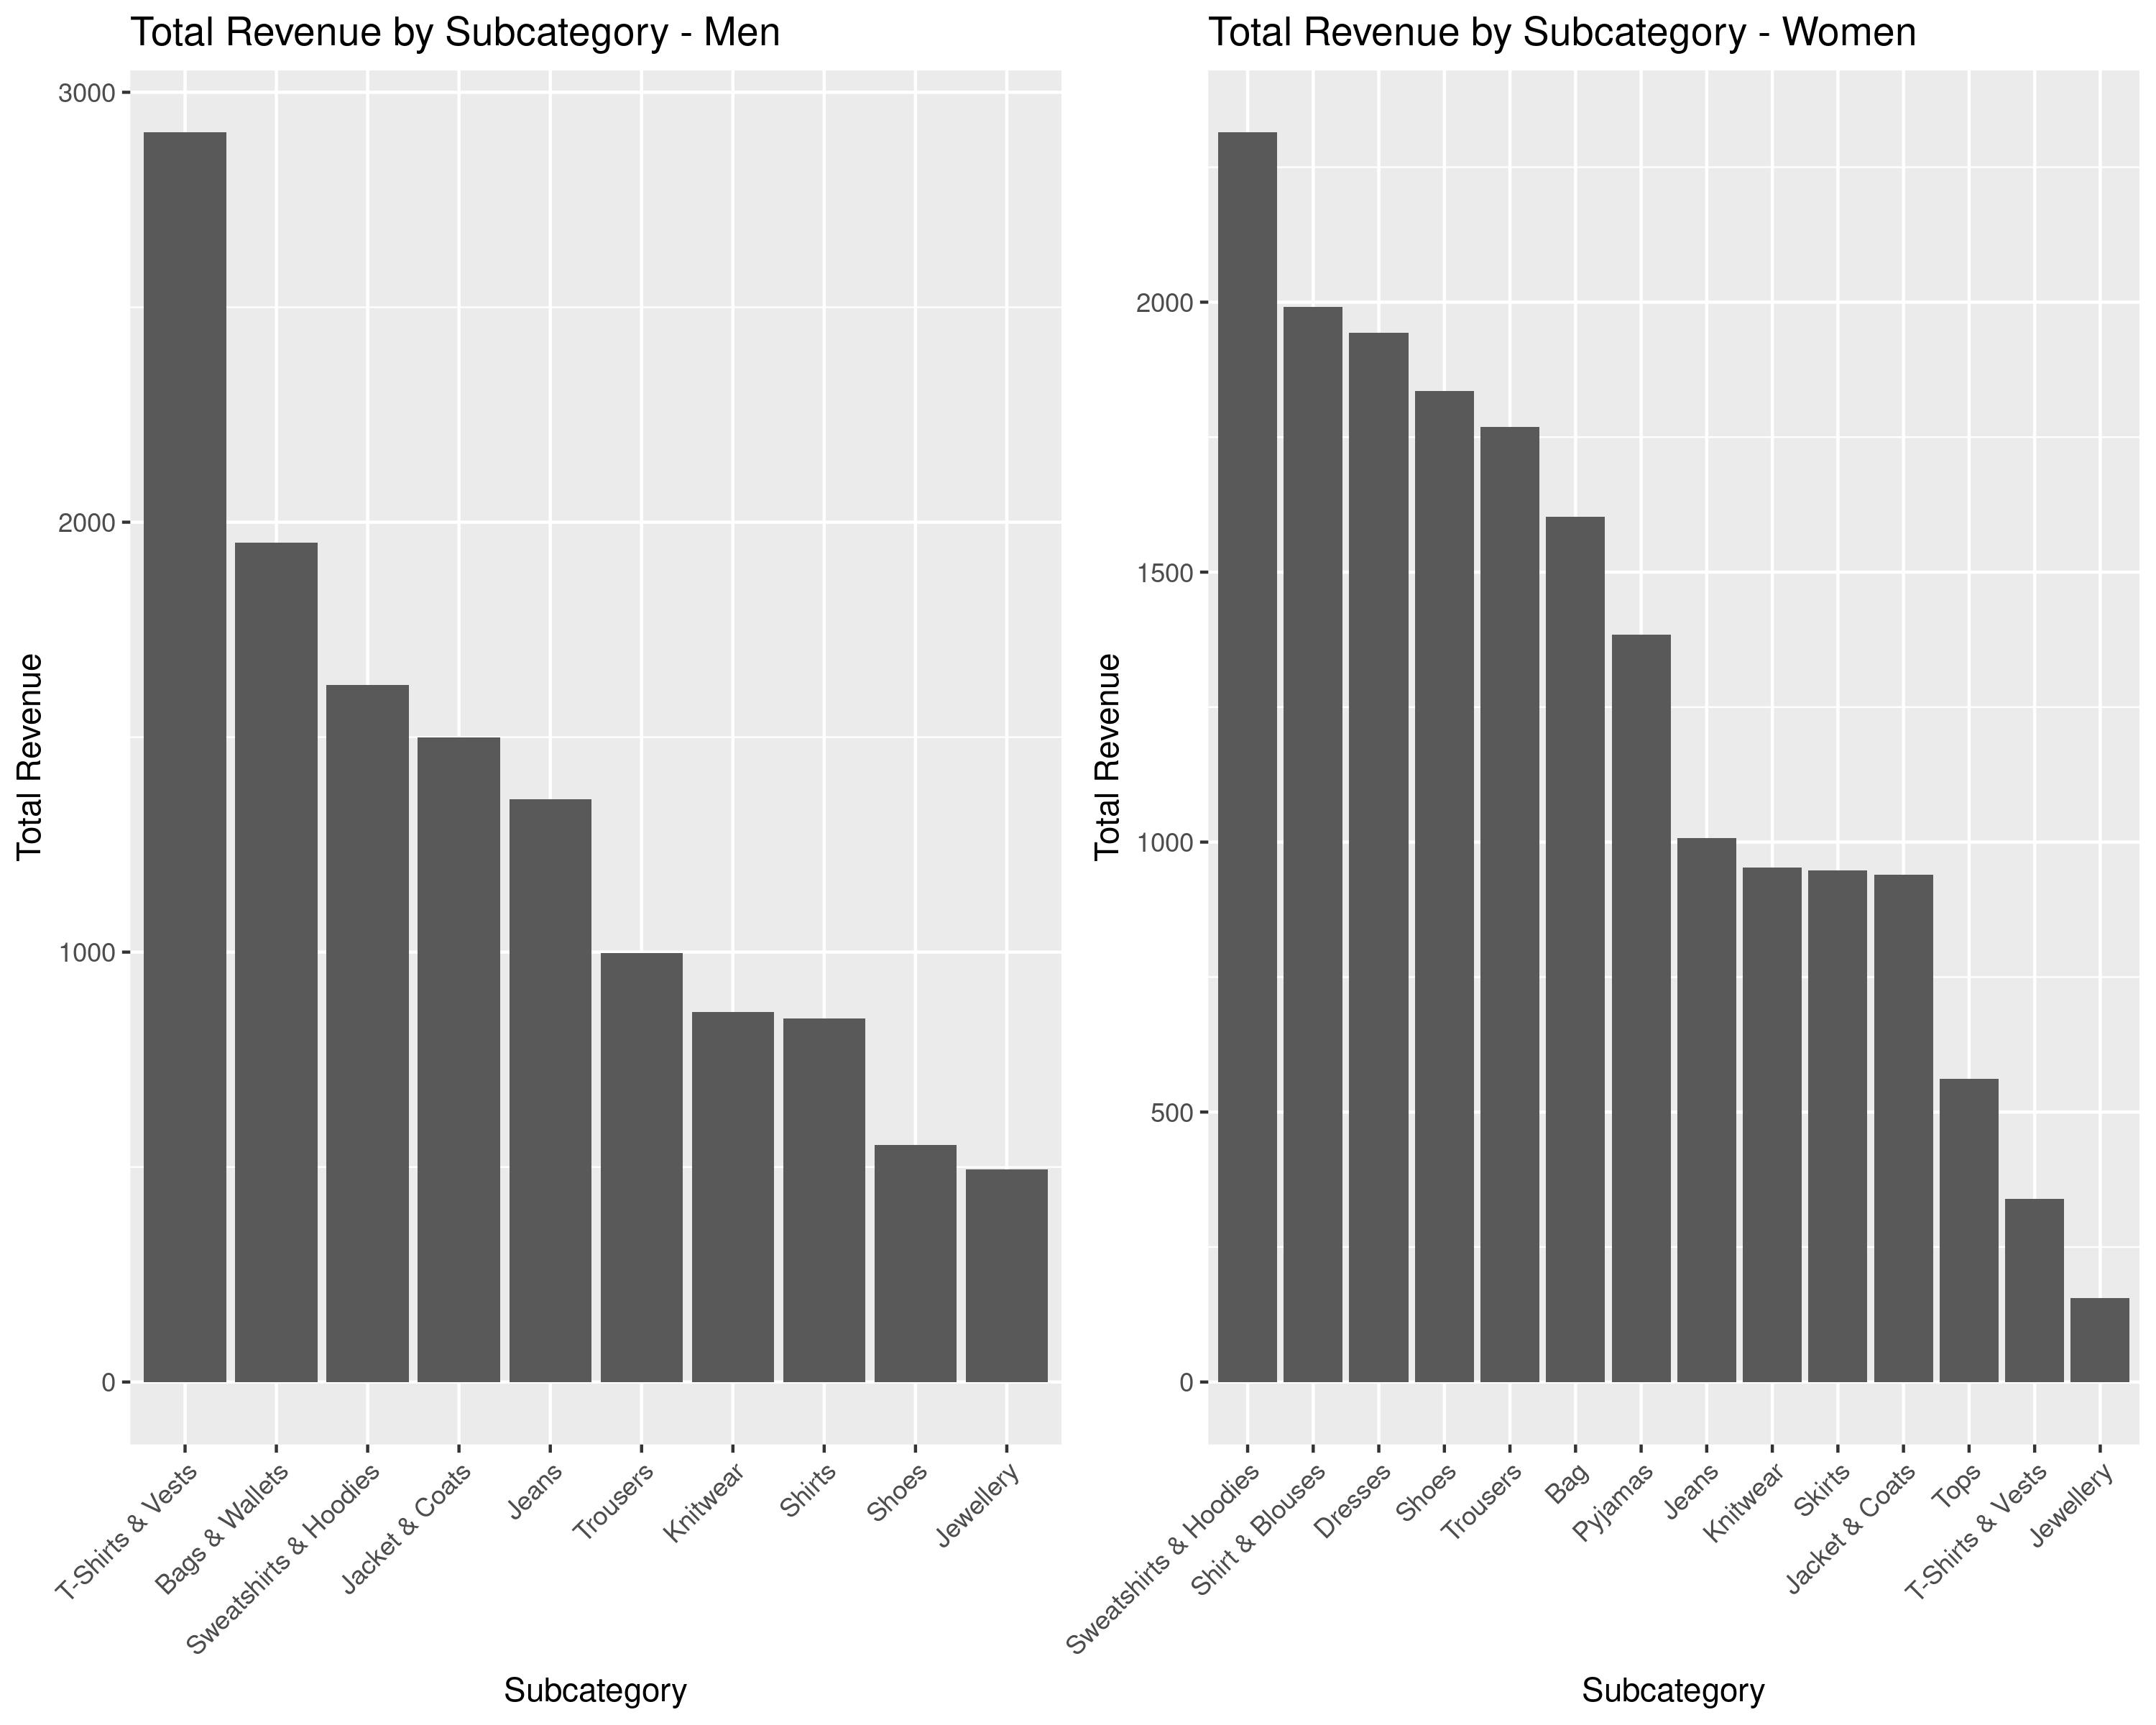 Total Revenue by Subcategory - Men
Total Revenue
3000
2000
1000
0
T-Shirts & Vests
Bags & Wallets
Sweatshirts & Hoodies
Jacket & Coats
Jeans
Trousers
Knitwear
Shirts
Shoes
Jewellery
Subcategory
Total Revenue by Subcategory - Women
Total Revenue
2000
1500
1000
500
0
Sweatshirts & Hoodies
Shirt & Blouses
Dresses
Shoes
Trousers
Bag
Pyjamas
Jeans
Knitwear
Skirts
Jacket & Coats
Tops
T-Shirts & Vests
Jewellery
Subcategory